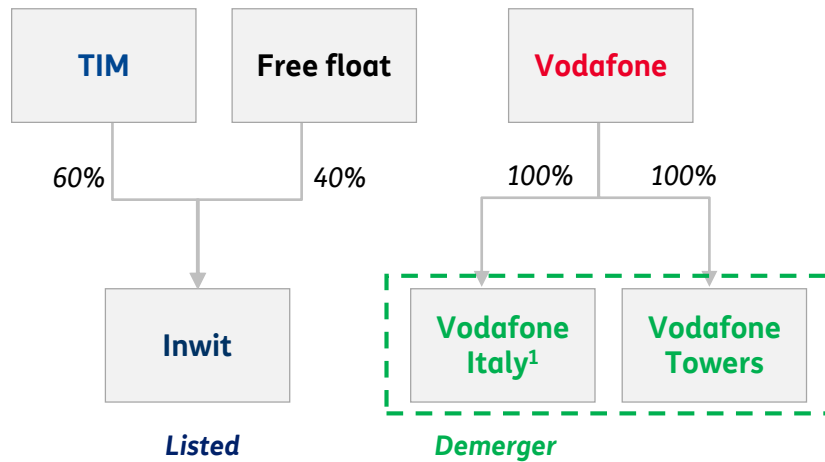 TIM
Free float
Vodafone
60%
40%
100%
100%
Inwit
Vodafone
Italy¹
Vodafone
Towers
Listed
Demerger